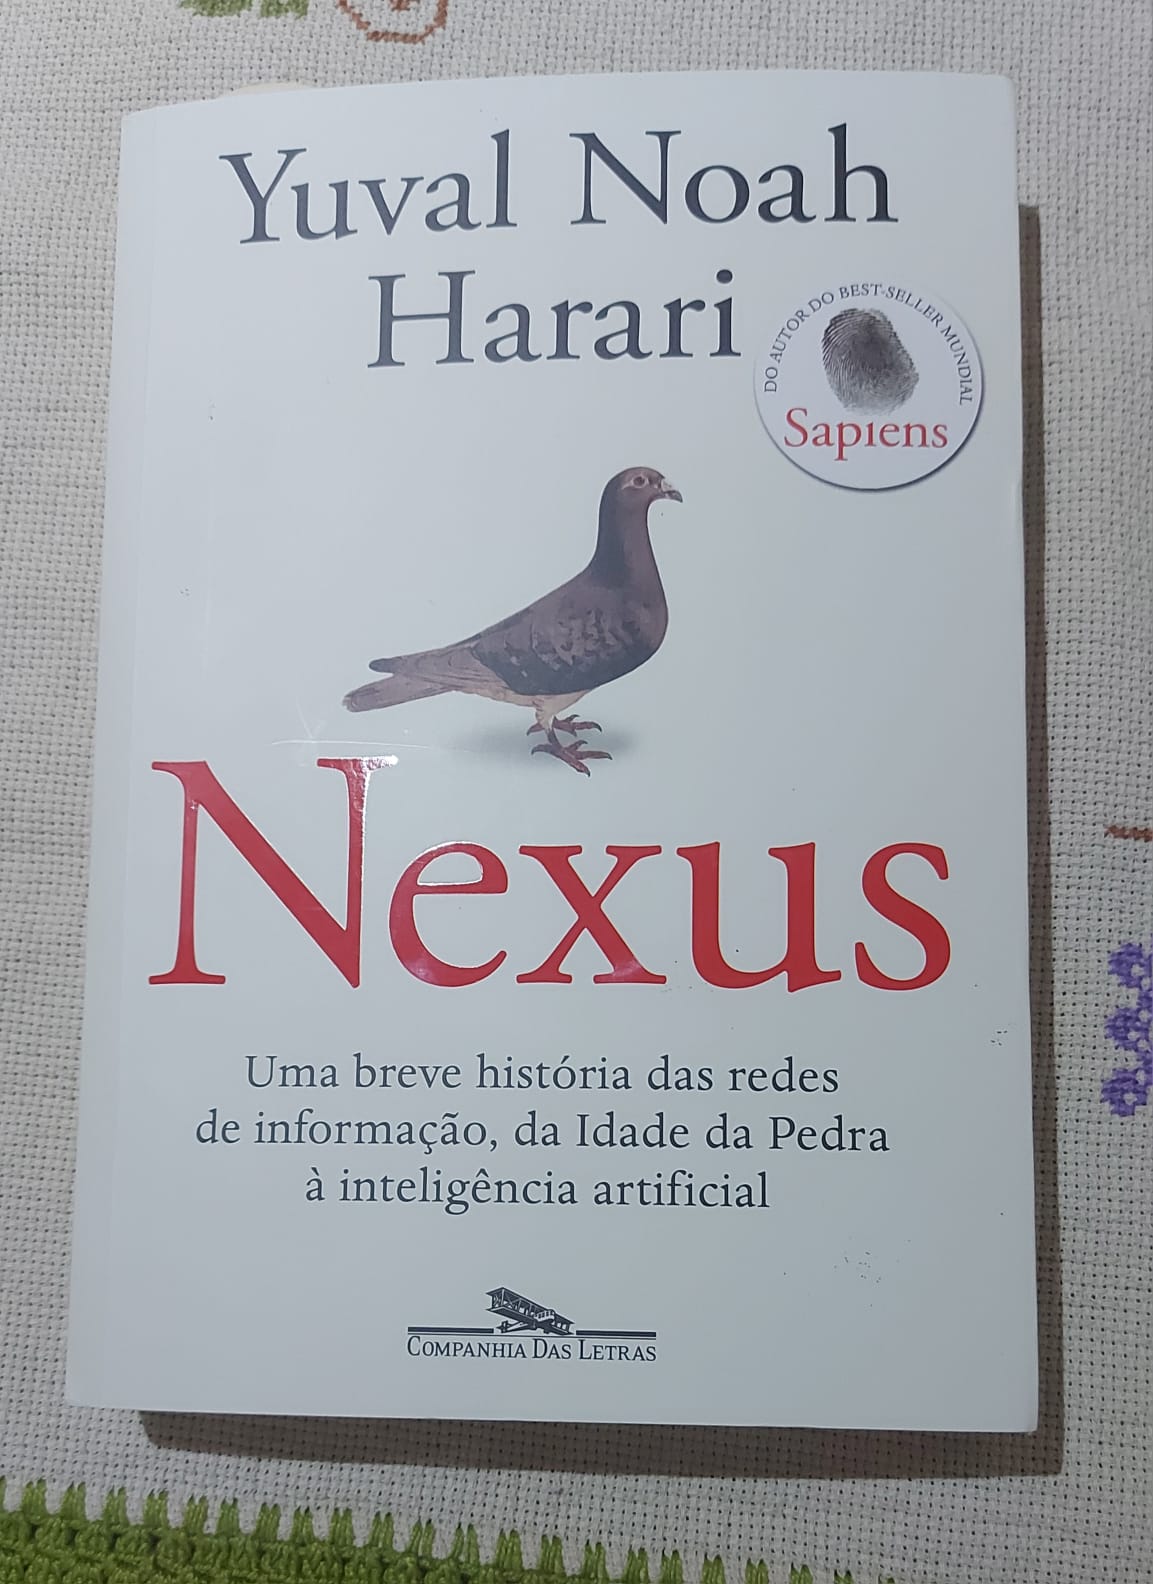 Yuval Noah
Harari
DO AUTOR DO BEST-SELLER MUNDIAL
Sapiens
Nexus
Uma breve história das redes
de informação, da Idade da Pedra
à inteligência artificial
COMPANHIA DAS LETRAS